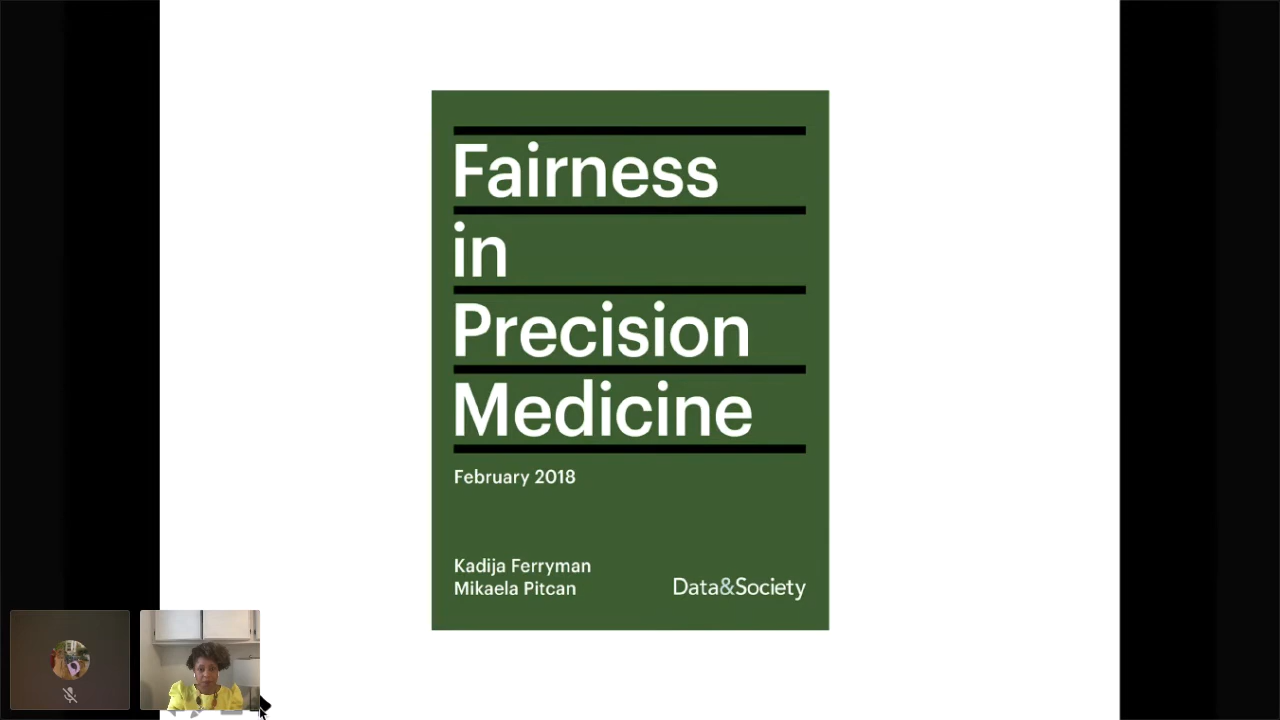 Fairness
in
Precision
Medicine
February 2018
Kadija Ferryman
Mikaela Pitcan
Data&Society